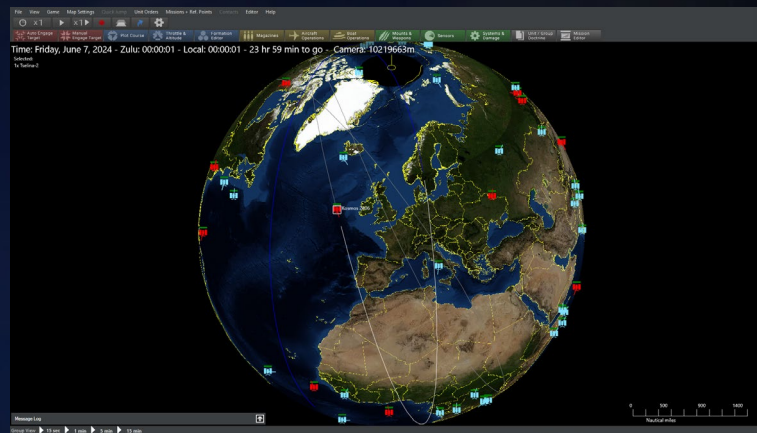 File View Game Map Settings Unit Orders Missions + Ref. Points Editor Help
x 1 x 1
Auto Engage Target Manual Engage Target Plot Course Throttle & Altitude Formation Editor Magazines Aircraft Operations Boat Operations Mounts & Weapons Sensors Systems & Damage Unit / Group Doctrine Mission Editor
Time: Friday, June 7, 2024 - Zulu: 00:00:01 - Local: 00:00:01 - 23 hr 59 min to go - Camera: 10219663m
Selected:
Message Log
0 500 900 1400
Nautical miles
Group View 15 sec 1 min 5 min 15 min